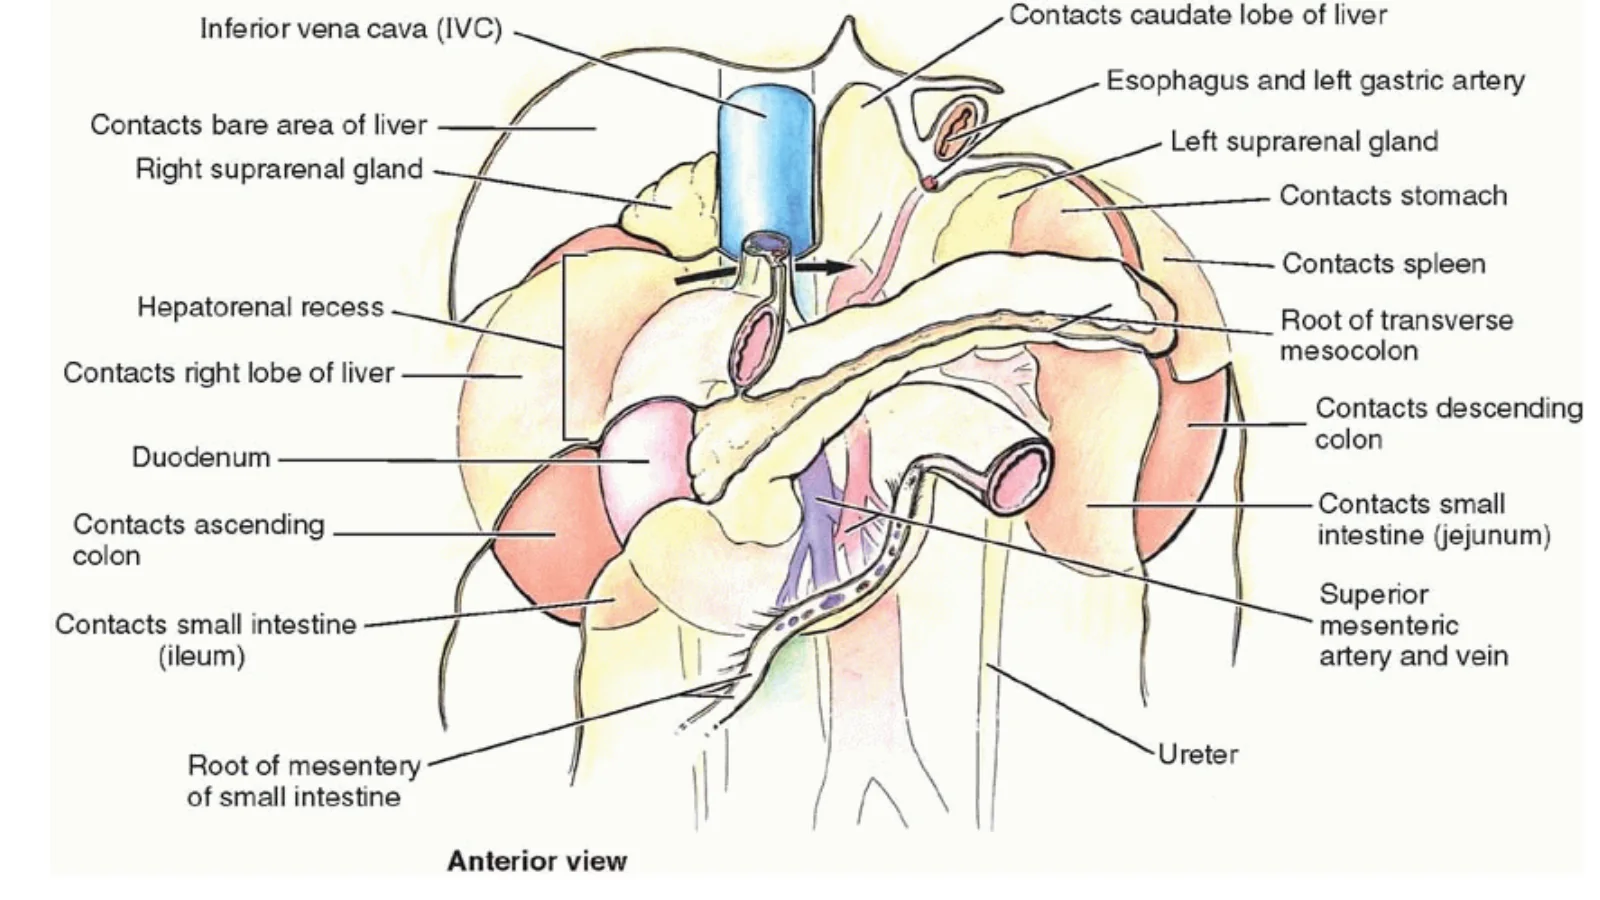 Inferior vena cava (IVC)
Contacts bare area of liver
Right suprarenal gland
Hepatorenal recess
Contacts right lobe of liver
Duodenum
Contacts ascending
colon
Contacts small intestine
(ileum)
Root of mesentery
of small intestine
Contacts caudate lobe of liver
Esophagus and left gastric artery
Left suprarenal gland
Contacts stomach
Contacts spleen
Root of transverse
mesocolon
Contacts descending
colon
Contacts small
intestine (jejunum)
Superior
mesenteric
artery and vein
Ureter
Anterior view